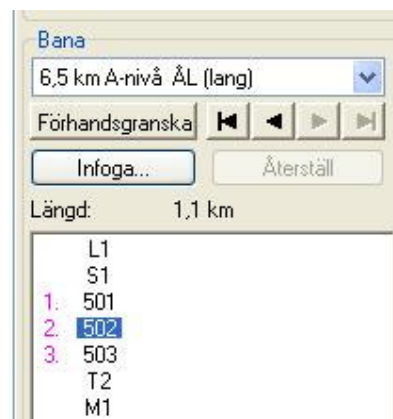 Bana
6,5 km A-nivå ÅL (lang)
Förhandsgranska
Infoga... Återställ
Längd: 1,1 km
L1
S1
1. 501
2. 502
3. 503
T2
M1